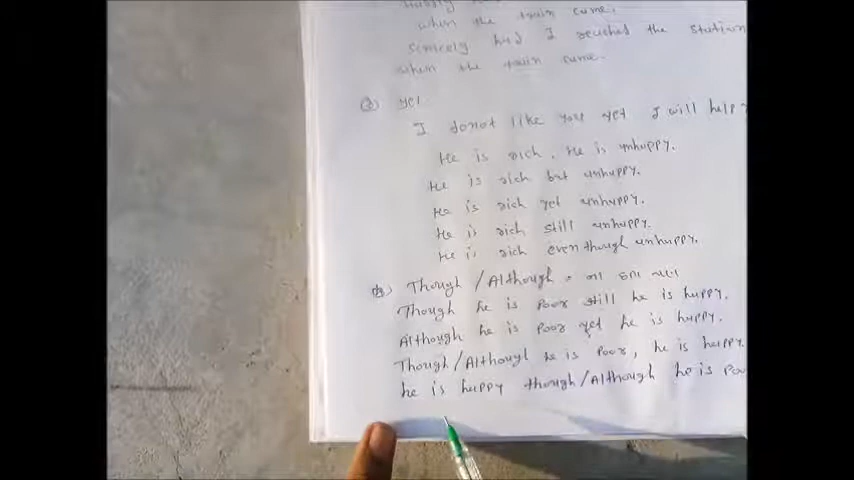 when the train came.
scarcely had I reached the station
when the train came.
③ yet
I donot like you yet I will help
He is rich. He is unhappy.
He is rich but unhappy.
He is rich yet unhappy.
He is rich still unhappy.
He is rich even though unhappy.
Though / Although =
Though he is poor still he is happy.
Although he is poor yet he is happy.
Though/Although he is poor, he is happy.
he is happy though/Although he is poo